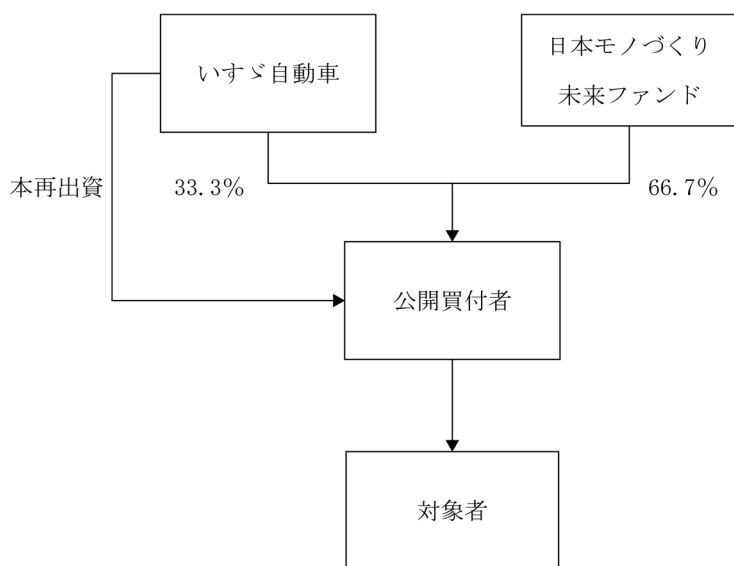 いすゞ自動車
日本モノづくり
未来ファンド
本再出資
33.3%
66.7%
公開買付者
対象者